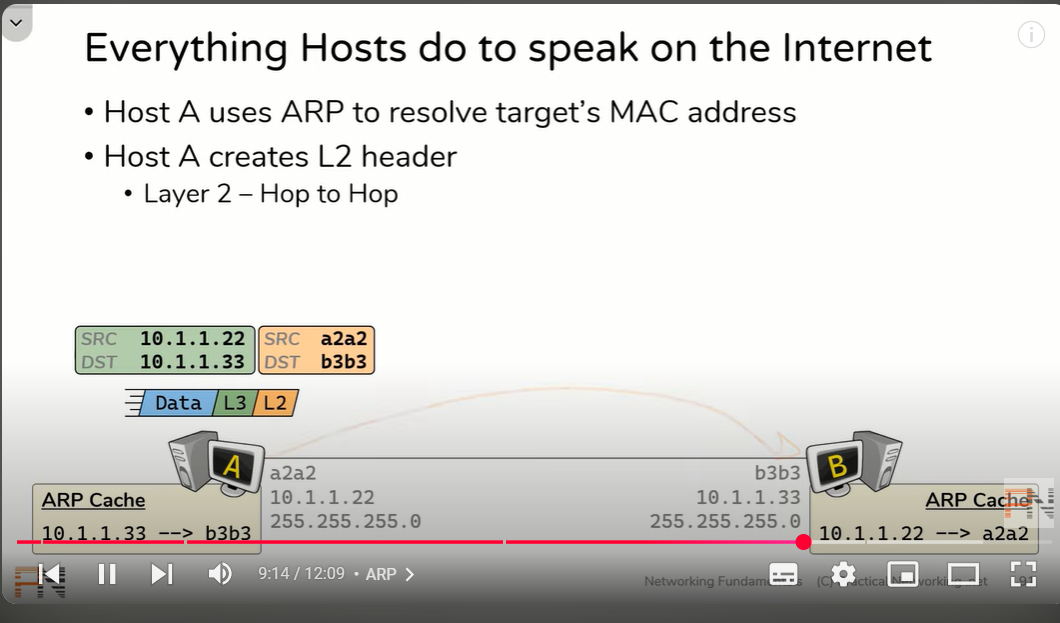 Everything Hosts do to speak on the Internet
• Host A uses ARP to resolve target's MAC address
• Host A creates L2 header
• Layer 2 – Hop to Hop
SRC 10.1.1.22 SRC a2a2
DST 10.1.1.33 DST b3b3
Data L3 L2
A B
a2a2 b3b3
10.1.1.22 10.1.1.33
255.255.255.0 255.255.255.0
ARP Cache ARP Cache
10.1.1.33 --> b3b3 10.1.1.22 --> a2a2
9:14 / 12:09 • ARP
Networking Fundamentals (C) Practical Networking.net